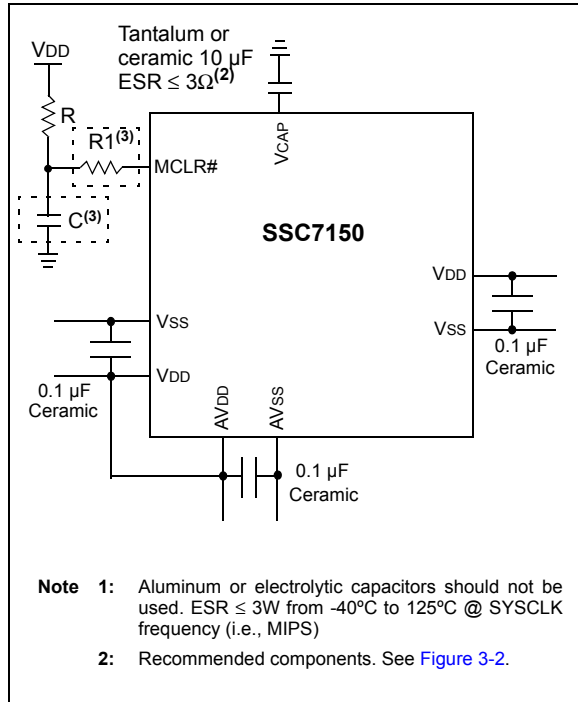 Tantalum or
ceramic 10 µF
ESR ≤ 3Ω(2)
VDD
R
R1(3)
MCLR#
C(3)
VCAP
SSC7150
VDD
VSS
0.1 µF
Ceramic
VSS
VDD
0.1 µF
Ceramic
AVDD
AVSS
0.1 µF
Ceramic
Note 1: Aluminum or electrolytic capacitors should not be
used. ESR ≤ 3W from -40ºC to 125ºC @ SYSCLK
frequency (i.e., MIPS)
2: Recommended components. See Figure 3-2.